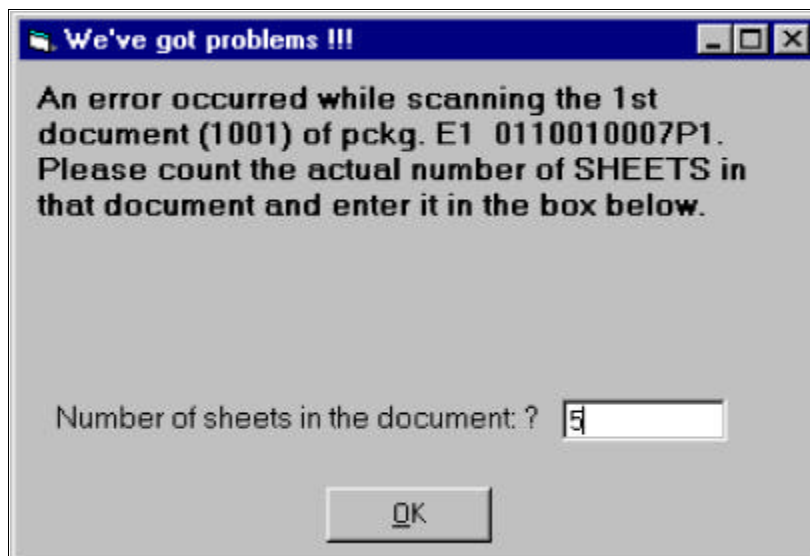 We've got problems !!!
An error occurred while scanning the 1st
document (1001) of pckg. E1 0110010007P1.
Please count the actual number of SHEETS in
that document and enter it in the box below.
Number of sheets in the document: ? 5
OK